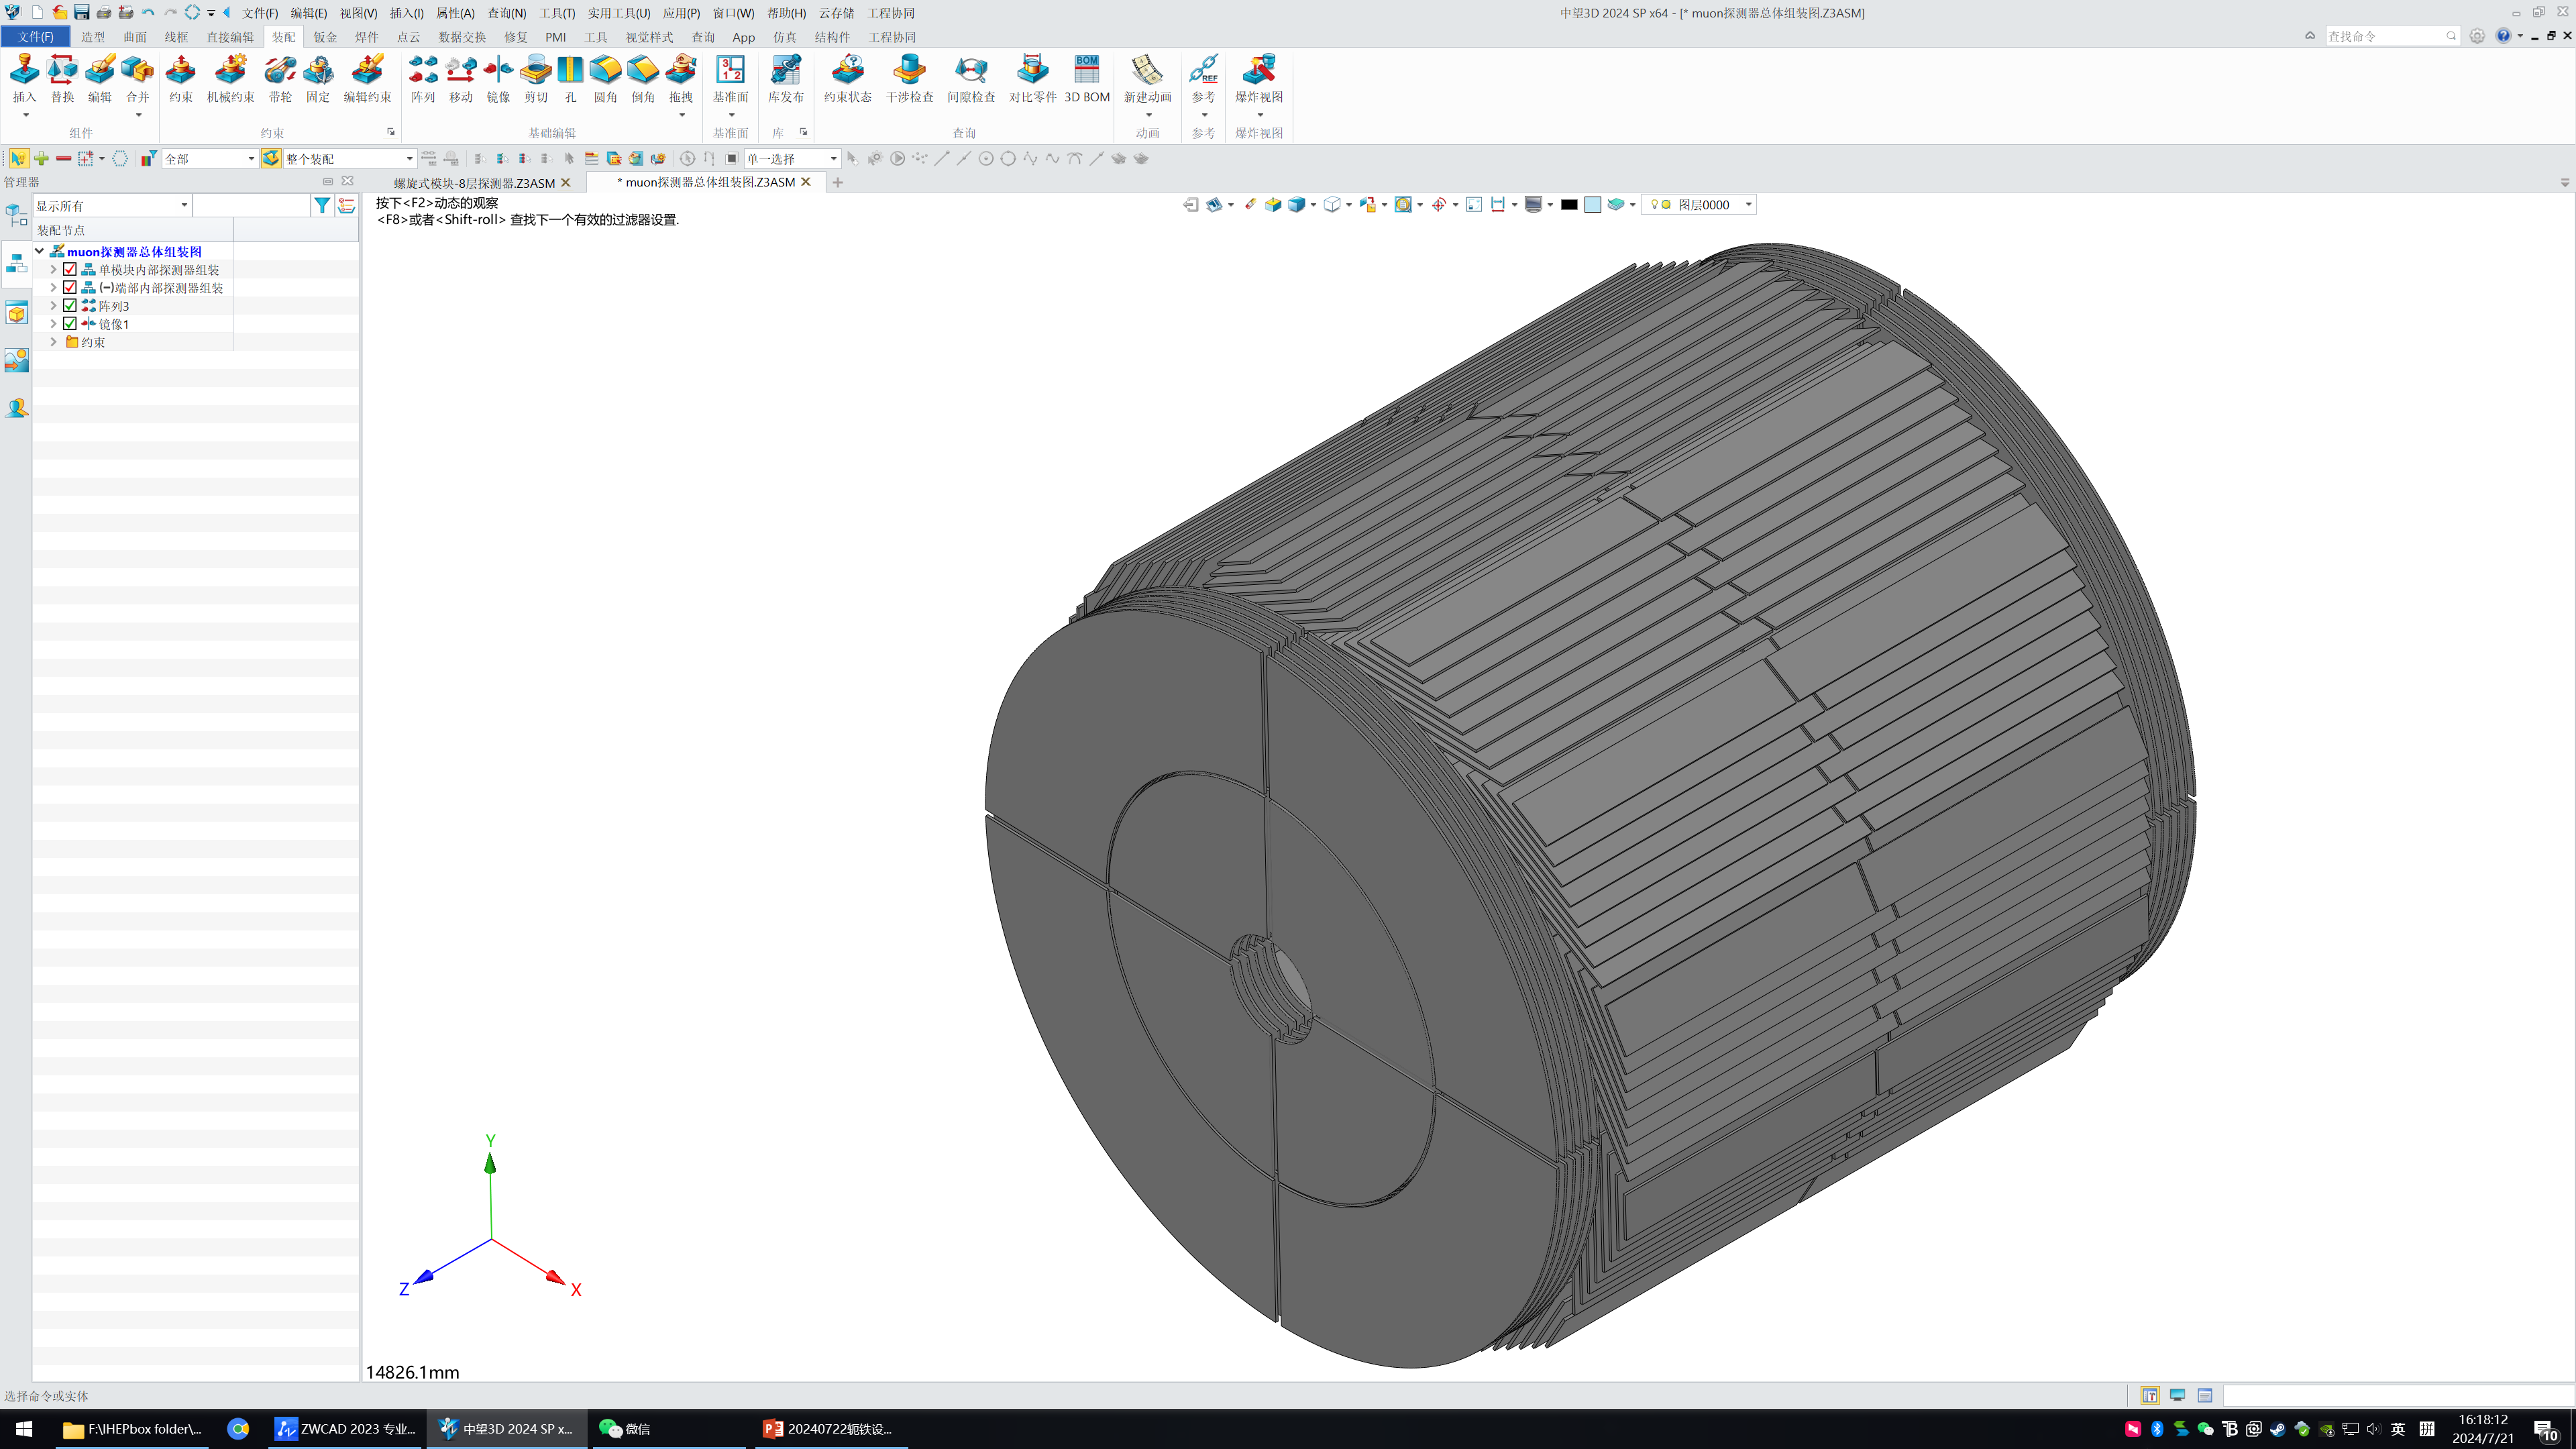 文件(F) 编辑(E) 视图(V) 插入(I) 属性(A) 查询(N) 工具(T) 实用工具(U) 应用(P) 窗口(W) 帮助(H) 云存储 工程协同
中望3D 2024 SP x64 - [* muon探测器总体组装图.Z3ASM]
文件(F) 造型 曲面 线框 直接编辑 装配 钣金 焊件 点云 数据交换 修复 PMI 工具 视觉样式 查询 App 仿真 结构件 工程协同
查找命令
插入 替换 编辑 合并 约束 机械约束 带轮 固定 编辑约束 阵列 移动 镜像 剪切 孔 圆角 倒角 拖拽 基准面 库发布 约束状态 干涉检查 间隙检查 对比零件 3D BOM 新建动画 参考 爆炸视图
组件 约束 基础编辑 基准面 库 查询 动画 参考 爆炸视图
全部 整个装配 单一选择
管理器
螺旋式模块-8层探测器.Z3ASM
* muon探测器总体组装图.Z3ASM
显示所有
按下<F2>动态的观察
<F8>或者<Shift-roll> 查找下一个有效的过滤器设置.
图层0000
装配节点
muon探测器总体组装图
单模块内部探测器组装
(-)端部内部探测器组装
阵列3
镜像1
约束
Y
Z
X
14826.1mm
选择命令或实体
F:\IHEPbox folder\...
ZWCAD 2023 专业...
中望3D 2024 SP x...
微信
20240722轭铁设...
英
拼
16:18:12
2024/7/21
10